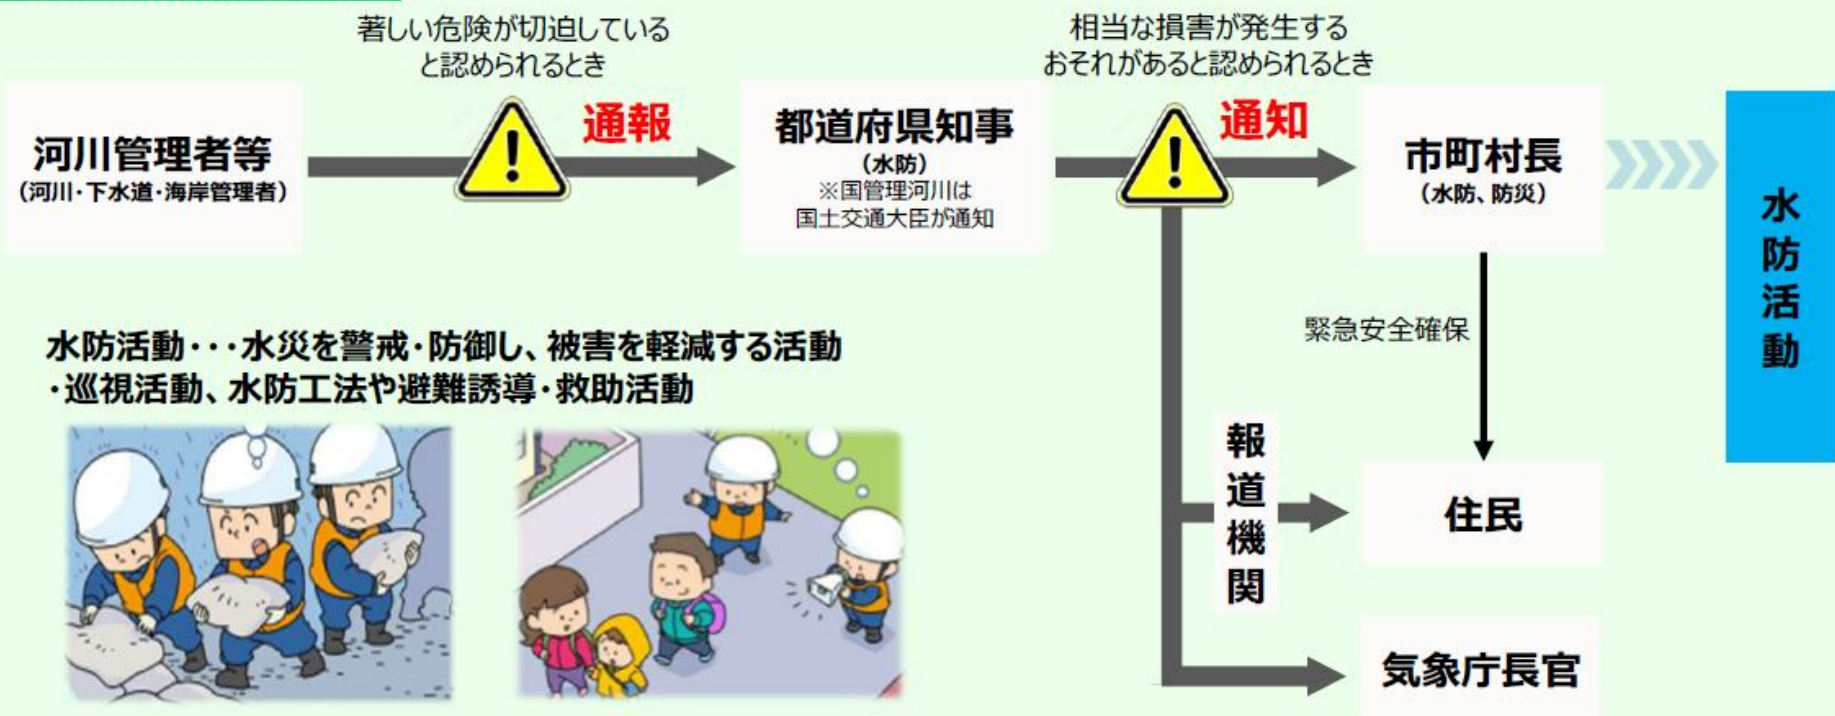 著しい危険が切迫している
と認められるとき
通報
河川管理者等
（河川・下水道・海岸管理者）
都道府県知事
（水防）
※国管理河川は
国土交通大臣が通知
相当な損害が発生する
おそれがあると認められるとき
通知
市町村長
（水防、防災）
水防活動
緊急安全確保
報道機関
住民
気象庁長官
水防活動・・・水災を警戒・防御し、被害を軽減する活動
・巡視活動、水防工法や避難誘導・救助活動